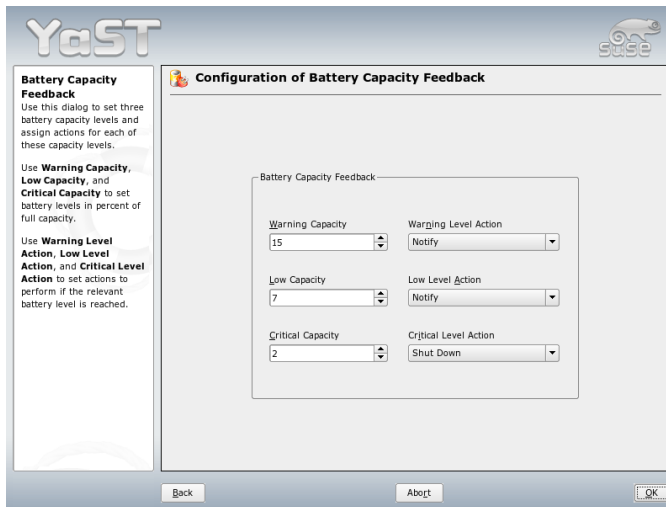 YaST
suse
Battery Capacity
Feedback
Use this dialog to set three
battery capacity levels and
assign actions for each of
these capacity levels.
Use Warning Capacity,
Low Capacity, and
Critical Capacity to set
battery levels in percent of
full capacity.
Use Warning Level
Action, Low Level
Action, and Critical Level
Action to set actions to
perform if the relevant
battery level is reached.
Configuration of Battery Capacity Feedback
Battery Capacity Feedback
Warning Capacity Warning Level Action
15 Notify
Low Capacity Low Level Action
7 Notify
Critical Capacity Critical Level Action
2 Shut Down
Back Abort OK